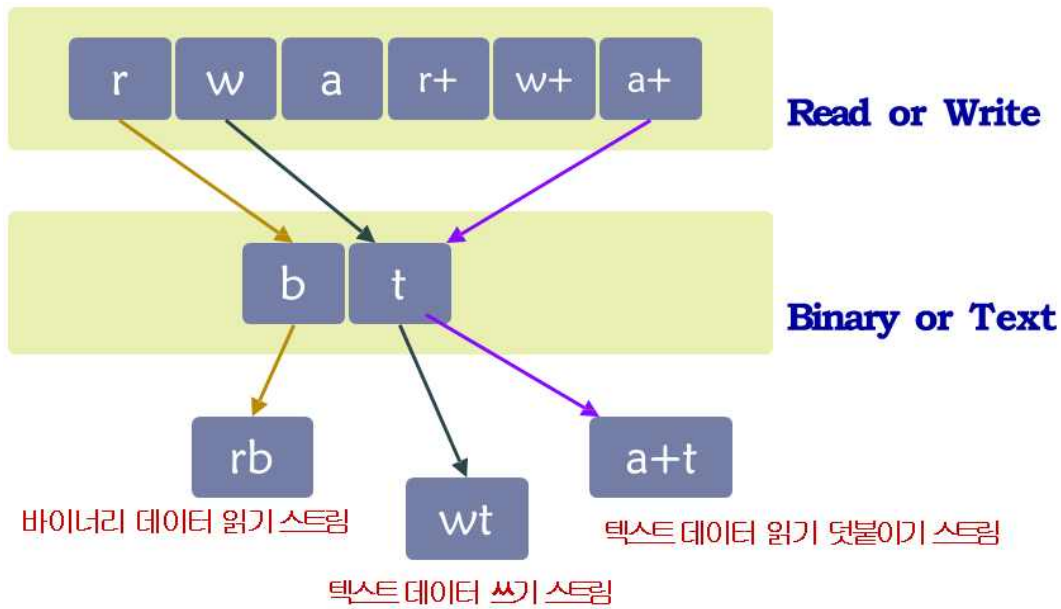 r w a r+ w+ a+
Read or Write
b t
Binary or Text
rb
a+t
wt
바이너리 데이터 읽기 스트림
텍스트 데이터 읽기 덧붙이기 스트림
텍스트 데이터 쓰기 스트림